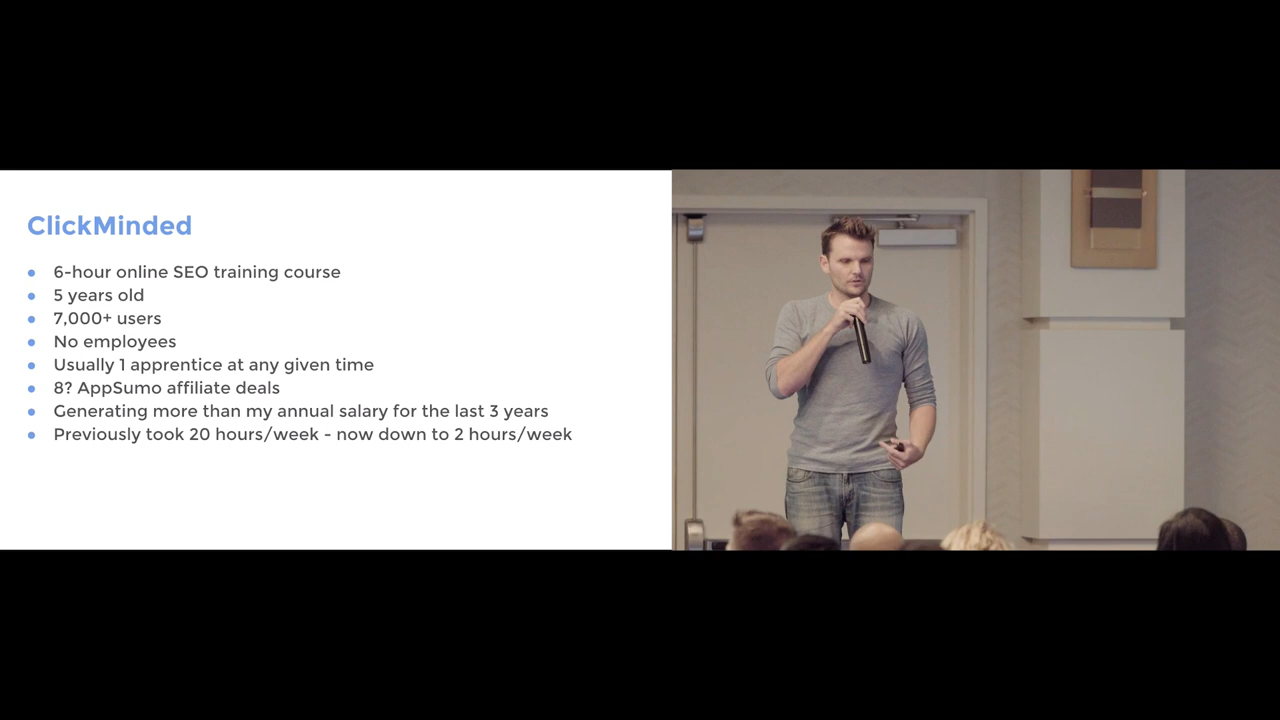 ClickMinded
6-hour online SEO training course
5 years old
7,000+ users
No employees
Usually 1 apprentice at any given time
8? AppSumo affiliate deals
Generating more than my annual salary for the last 3 years
Previously took 20 hours/week - now down to 2 hours/week